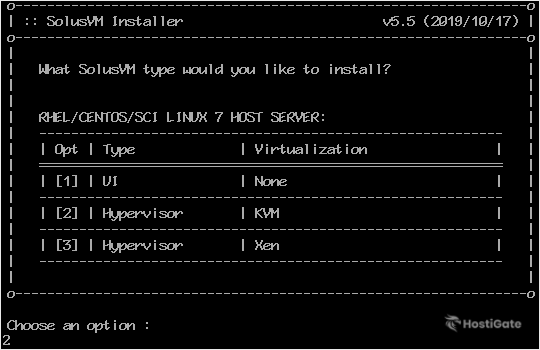 :: SolusVM Installer v5.5 (2019/10/17)
What SolusVM type would you like to install?
RHEL/CENTOS/SCI LINUX 7 HOST SERVER:
| Opt | Type | Virtualization |
| [1] | UI | None |
| [2] | Hypervisor | KVM |
| [3] | Hypervisor | Xen |
Choose an option :
HostiGate
2